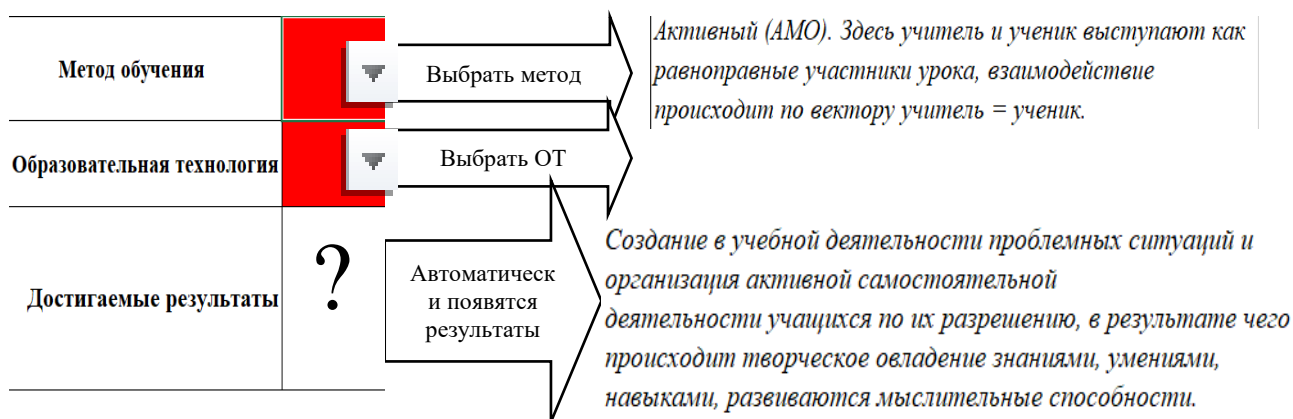 Метод обучения
Выбрать метод
Активный (АМО). Здесь учитель и ученик выступают как
равноправные участники урока, взаимодействие
происходит по вектору учитель = ученик.
Образовательная технология
Выбрать ОТ
Достигаемые результаты
?
Автоматическ
и появятся
результаты
Создание в учебной деятельности проблемных ситуаций и
организация активной самостоятельной
деятельности учащихся по их разрешению, в результате чего
происходит творческое овладение знаниями, умениями,
навыками, развиваются мыслительные способности.